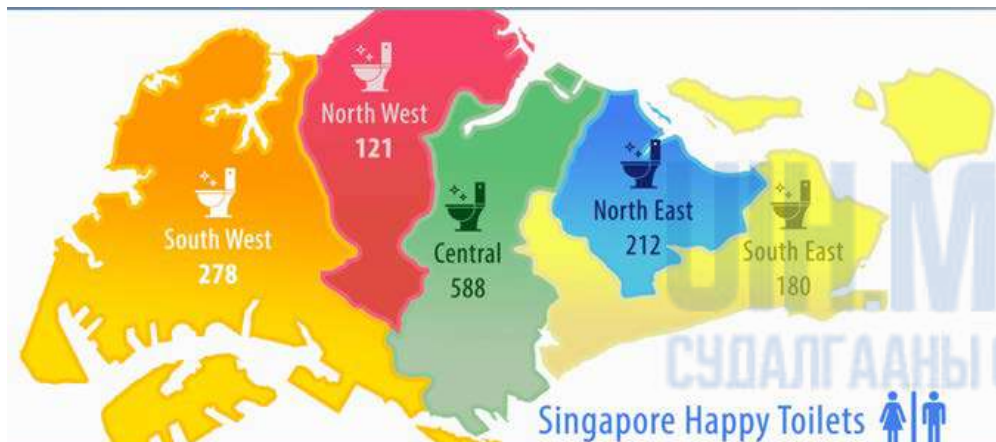 North West
121
South West
278
Central
588
North East
212
South East
180
СУДАЛГААНЫ
Singapore Happy Toilets